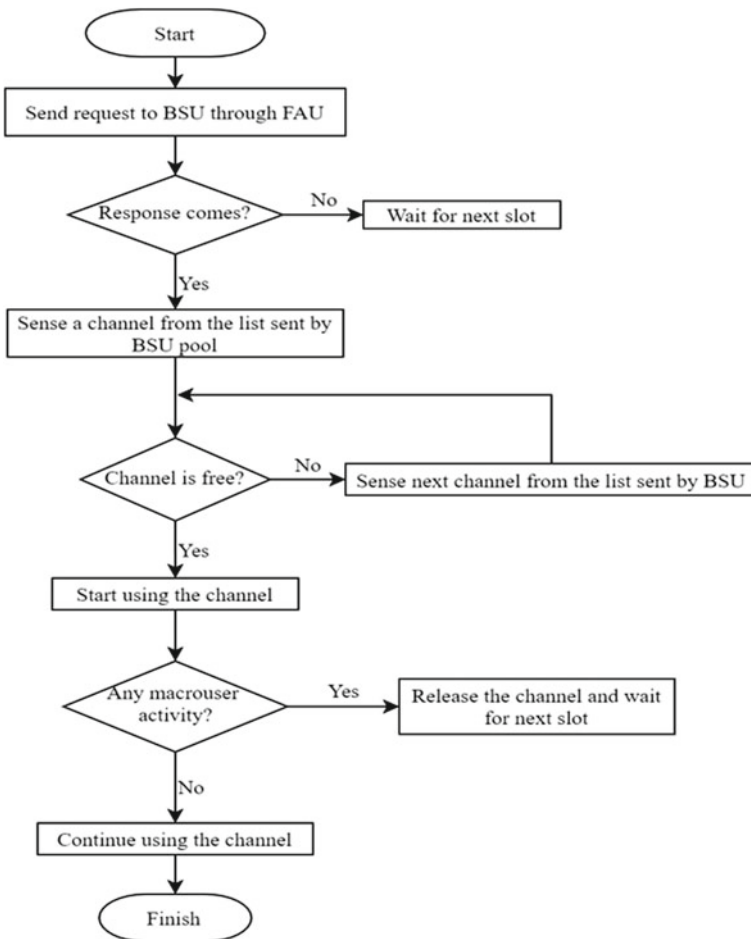 Start
Send request to BSU through FAU
Response comes?
No
Wait for next slot
Yes
Sense a channel from the list sent by
BSU pool
Channel is free?
No
Sense next channel from the list sent by BSU
Yes
Start using the channel
Any macrouser
activity?
Yes
Release the channel and wait
for next slot
No
Continue using the channel
Finish